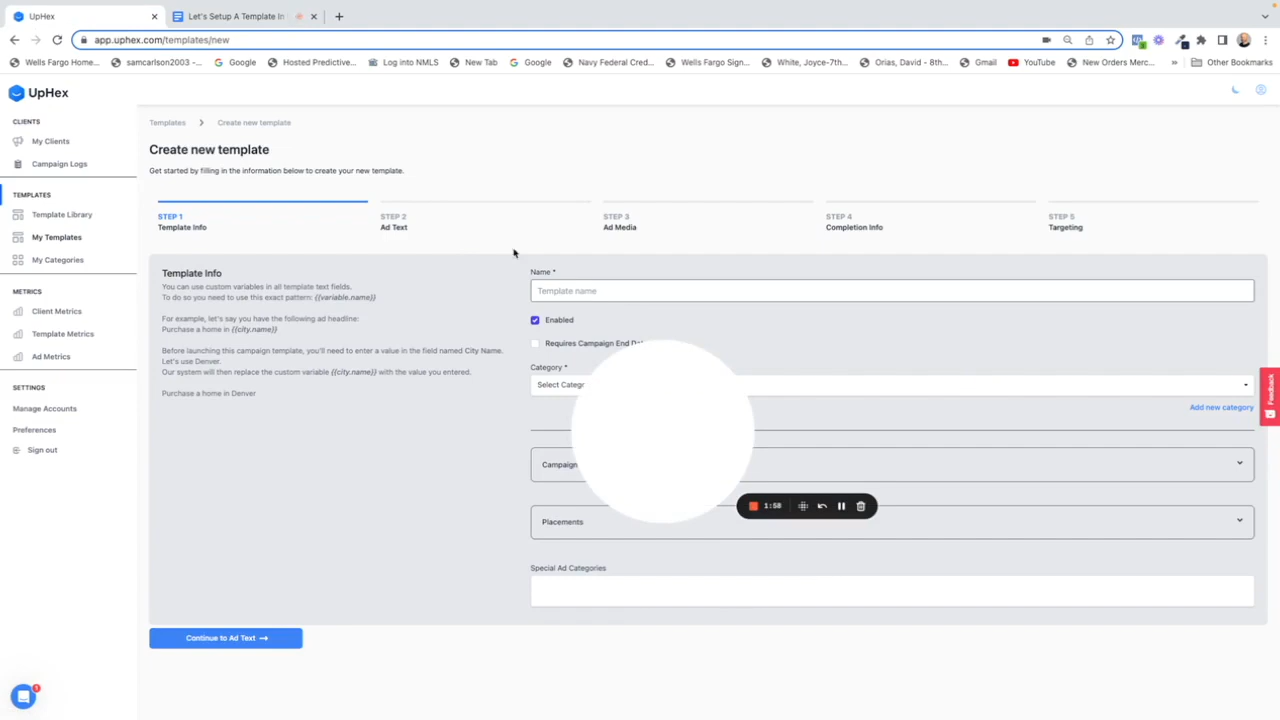 UpHex
Let's Setup A Template In
app.uphex.com/templates/new
Wells Fargo Home...
samcarlson2003 -...
Google
Hosted Predictive...
Log into NMLS
New Tab
Google
Navy Federal Cred...
Wells Fargo Sign...
White, Joyce-7th...
Orias, David - 8th...
Gmail
YouTube
New Orders Merc...
»
Other Bookmarks
UpHex
CLIENTS
My Clients
Campaign Logs
TEMPLATES
Template Library
My Templates
My Categories
METRICS
Client Metrics
Template Metrics
Ad Metrics
SETTINGS
Manage Accounts
Preferences
Sign out
1
Templates
Create new template
Create new template
Get started by filling in the information below to create your new template.
STEP 1
Template Info
STEP 2
Ad Text
STEP 3
Ad Media
STEP 4
Completion Info
STEP 5
Targeting
Template Info
You can use custom variables in all template text fields.
To do so you need to use this exact pattern: {{variable.name}}
For example, let's say you have the following ad headline:
Purchase a home in {{city.name}}
Before launching this campaign template, you'll need to enter a value in the field named City Name.
Let's use Denver.
Our system will then replace the custom variable {{city.name}} with the value you entered.
Purchase a home in Denver
Name *
Template name
Enabled
Requires Campaign End
Category *
Select
Add new category
Campaign
1:58
Placements
Special Ad Categories
Continue to Ad Text →
Feedback